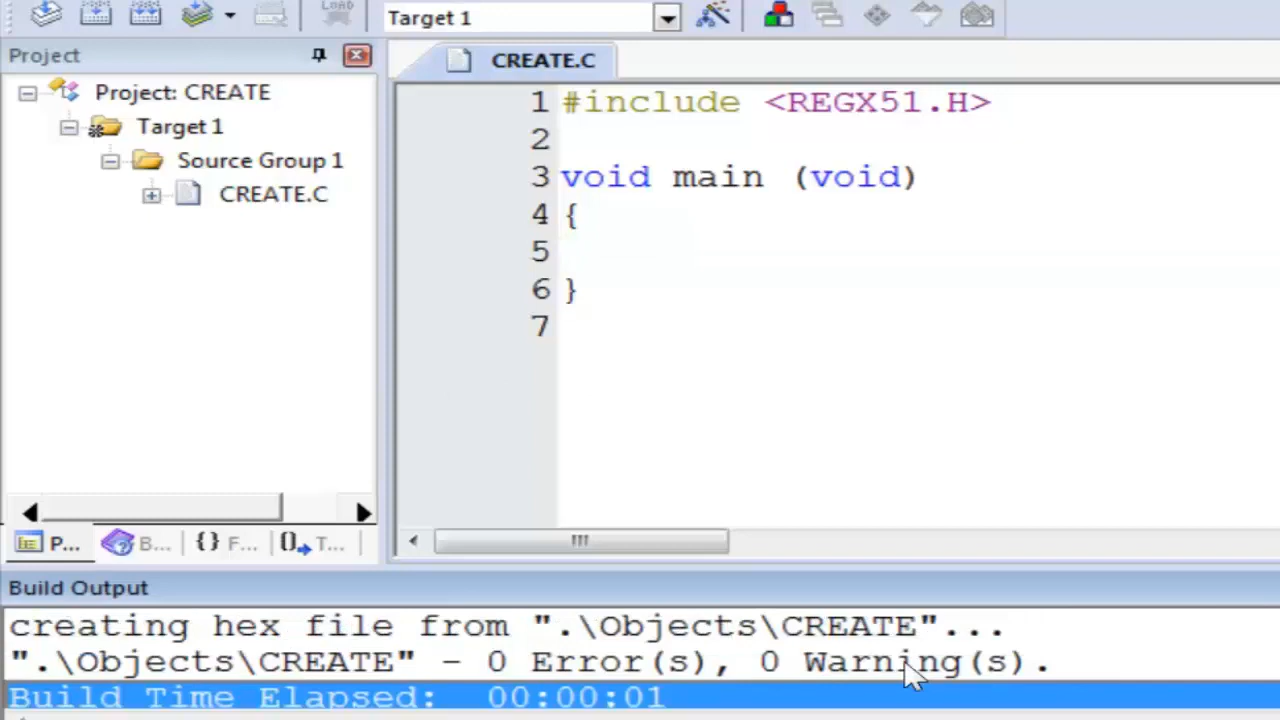 LOAD
Target 1
Project
CREATE.C
Project: CREATE
Target 1
Source Group 1
CREATE.C
1 #include <REGX51.H>
2
3 void main (void)
4 {
5
6 }
7
P... B... {} F... {} T...
Build Output
creating hex file from ".\Objects\CREATE"...
".\Objects\CREATE" - 0 Error(s), 0 Warning(s).
Build Time Elapsed:  00:00:01